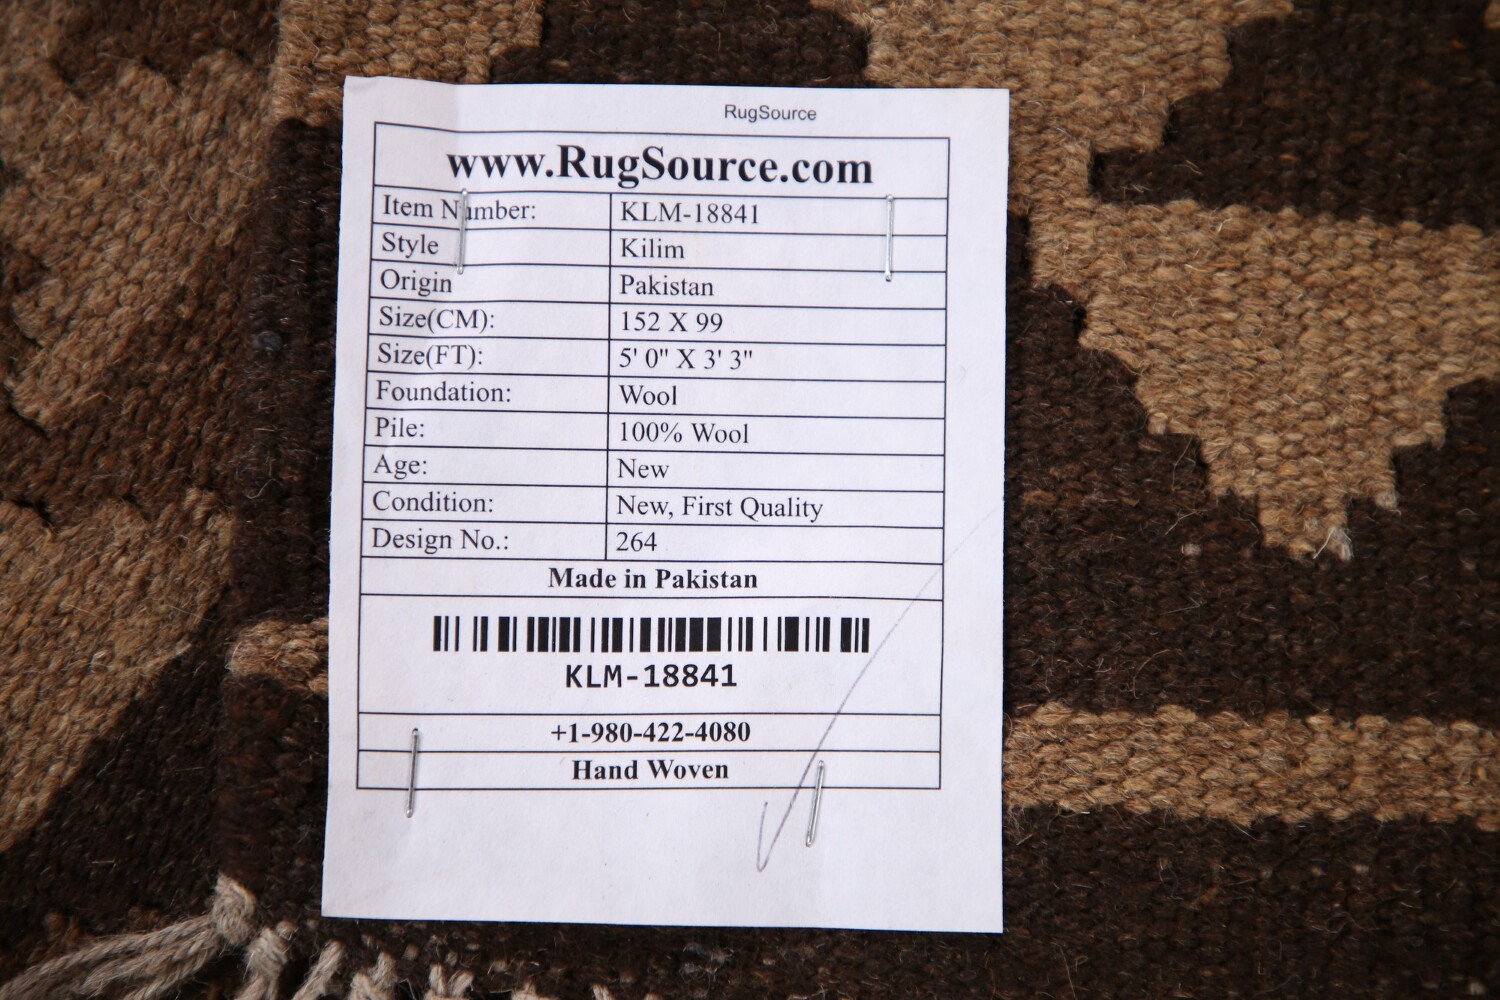 RugSource
www.RugSource.com
Item Number: KLM-18841
Style Kilim
Origin Pakistan
Size(CM): 152 X 99
Size(FT): 5' 0" X 3' 3"
Foundation: Wool
Pile: 100% Wool
Age: New
Condition: New, First Quality
Design No.: 264
Made in Pakistan
KLM-18841
+1-980-422-4080
Hand Woven